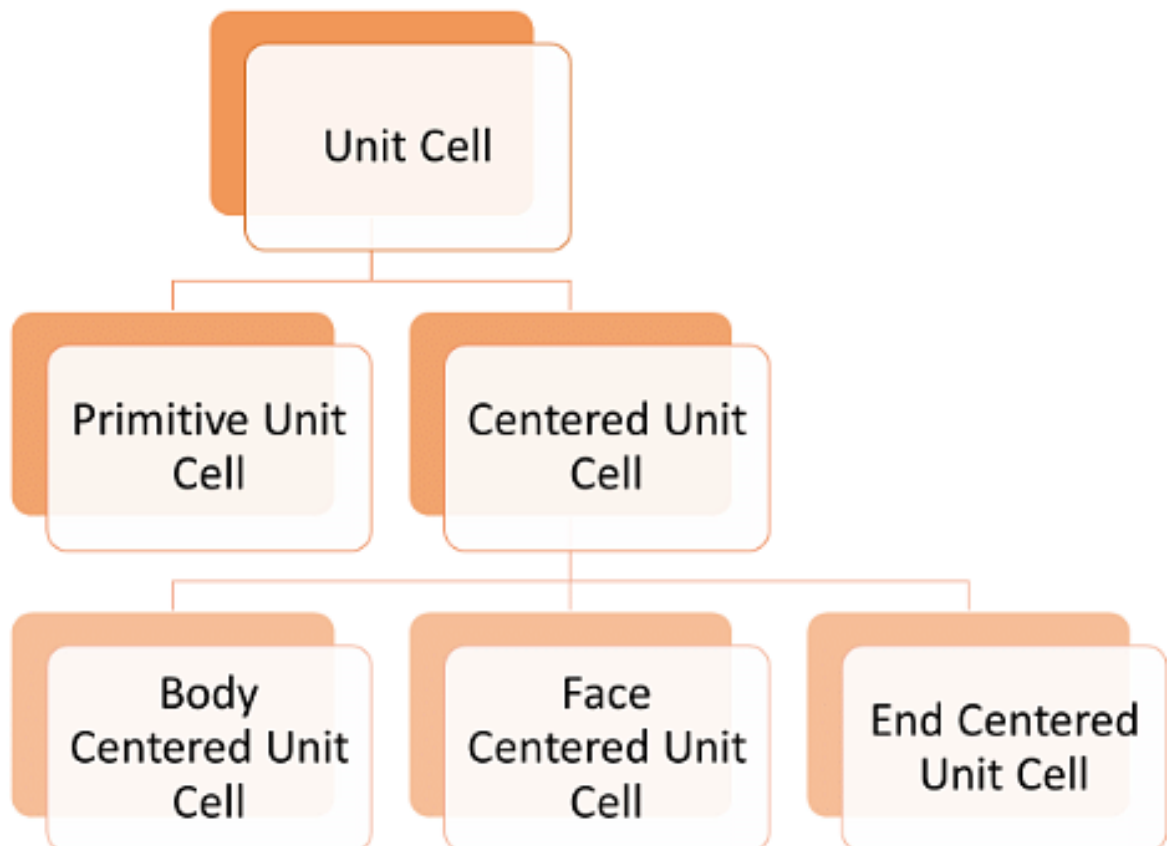 Unit Cell
Primitive Unit
Cell
Centered Unit
Cell
Body
Centered Unit
Cell
Face
Centered Unit
Cell
End Centered
Unit Cell